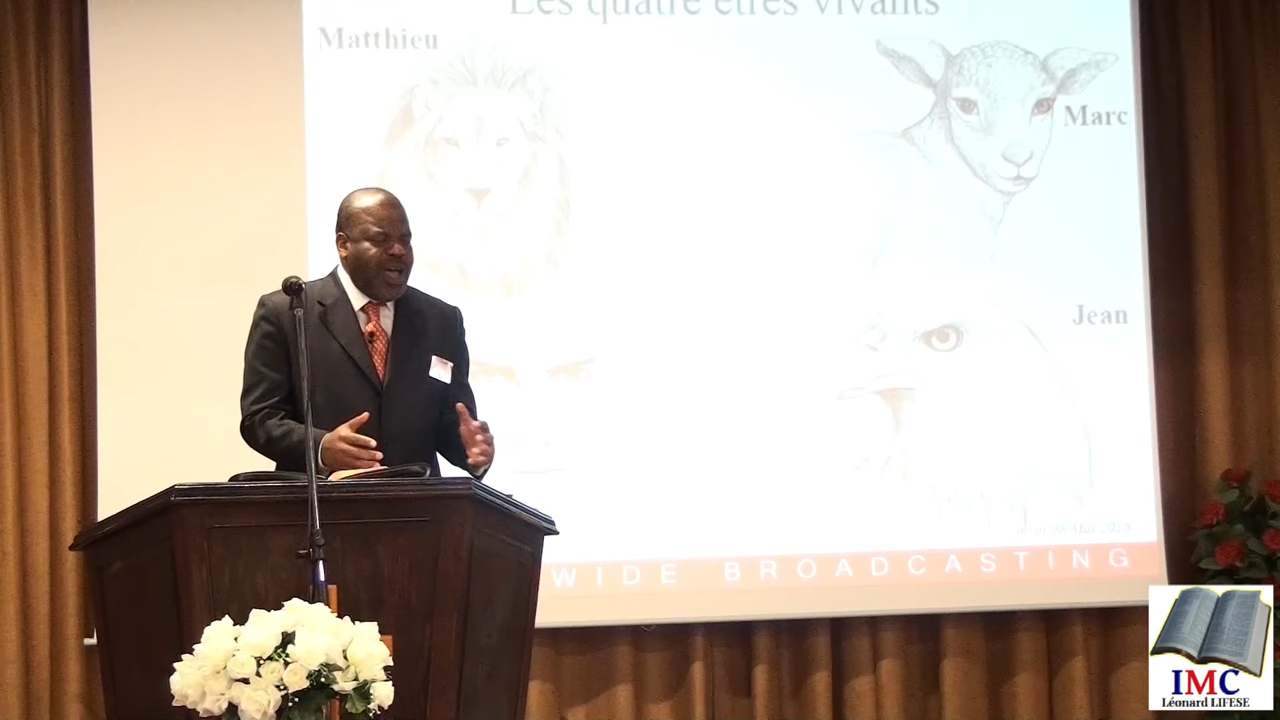 Les quatre êtres vivants
Matthieu
Marc
Jean
WIDE BROADCASTING
IMC
Léonard LIFESE